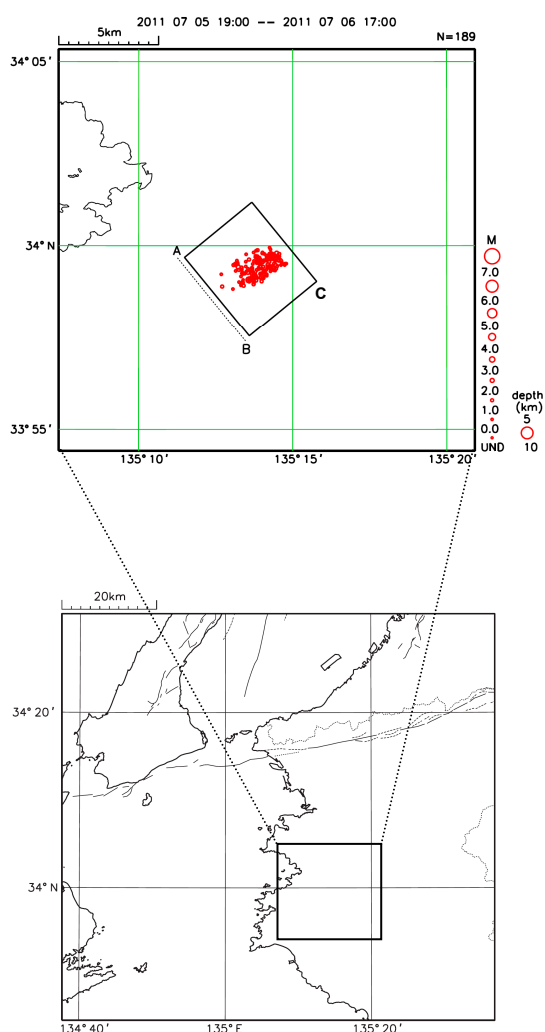 2011 07 05 19:00 -- 2011 07 06 17:00
5km
N=189
34°05′
34°N
33°55′
A
B
C
135°10′
135°15′
135°20′
M
7.0
6.0
5.0
4.0
3.0
2.0
1.0
0.0
UND
depth
(km)
5
10
20km
34°20′
34°N
134°40′
135°E
135°20′